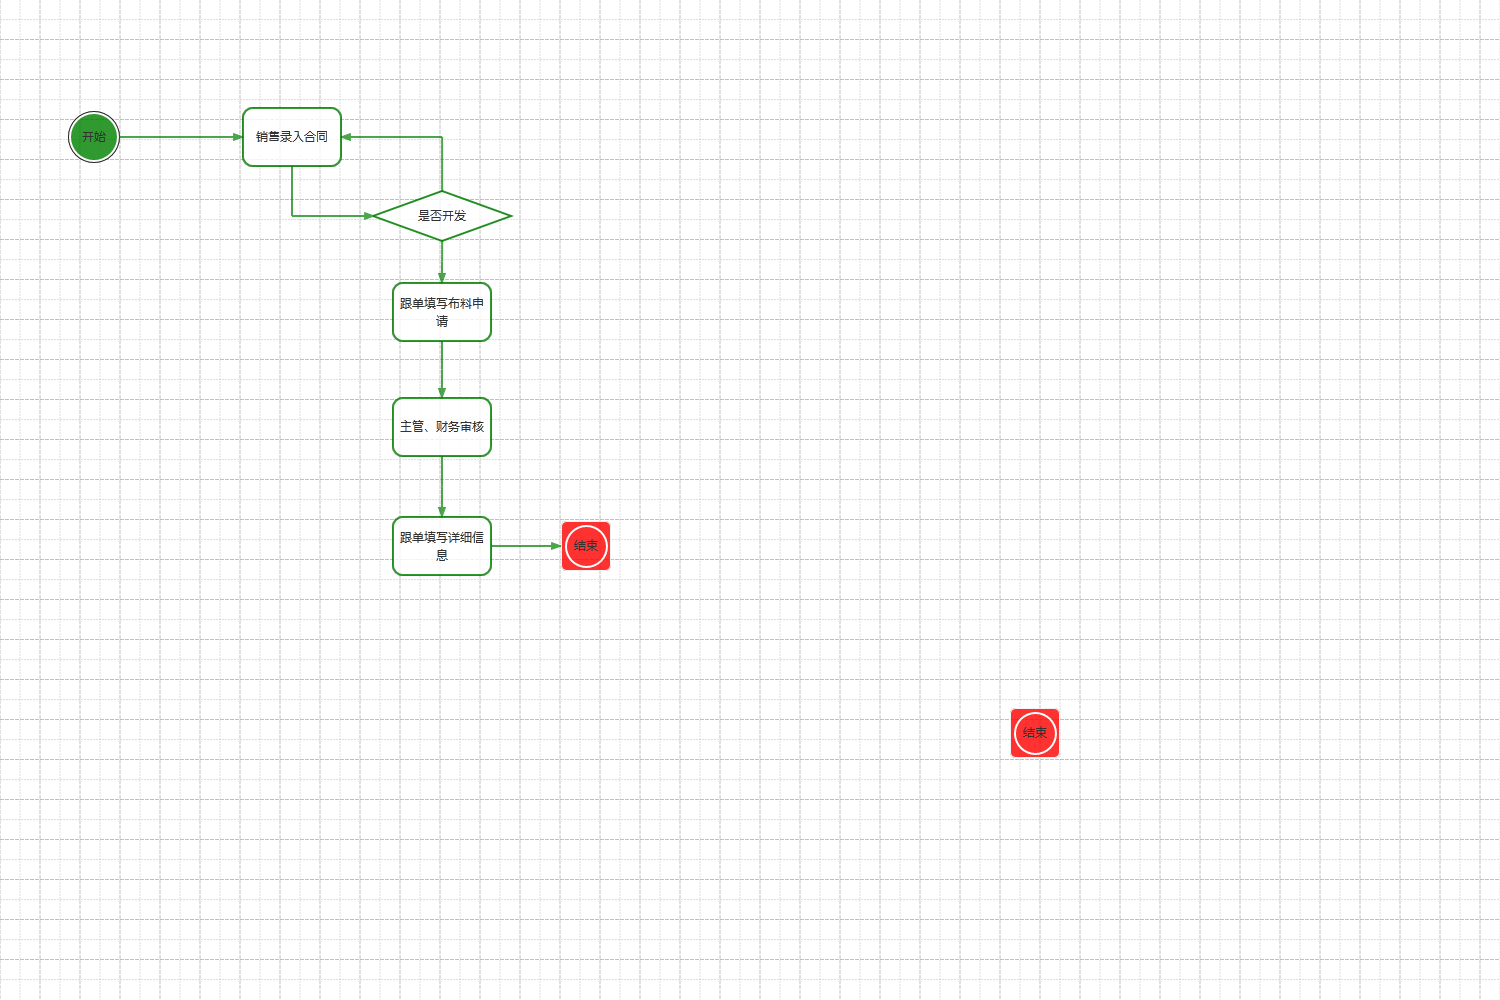 开始
销售录入合同
是否开发
跟单填写布料申
请
主管、财务审核
跟单填写详细信
息
结束
结束